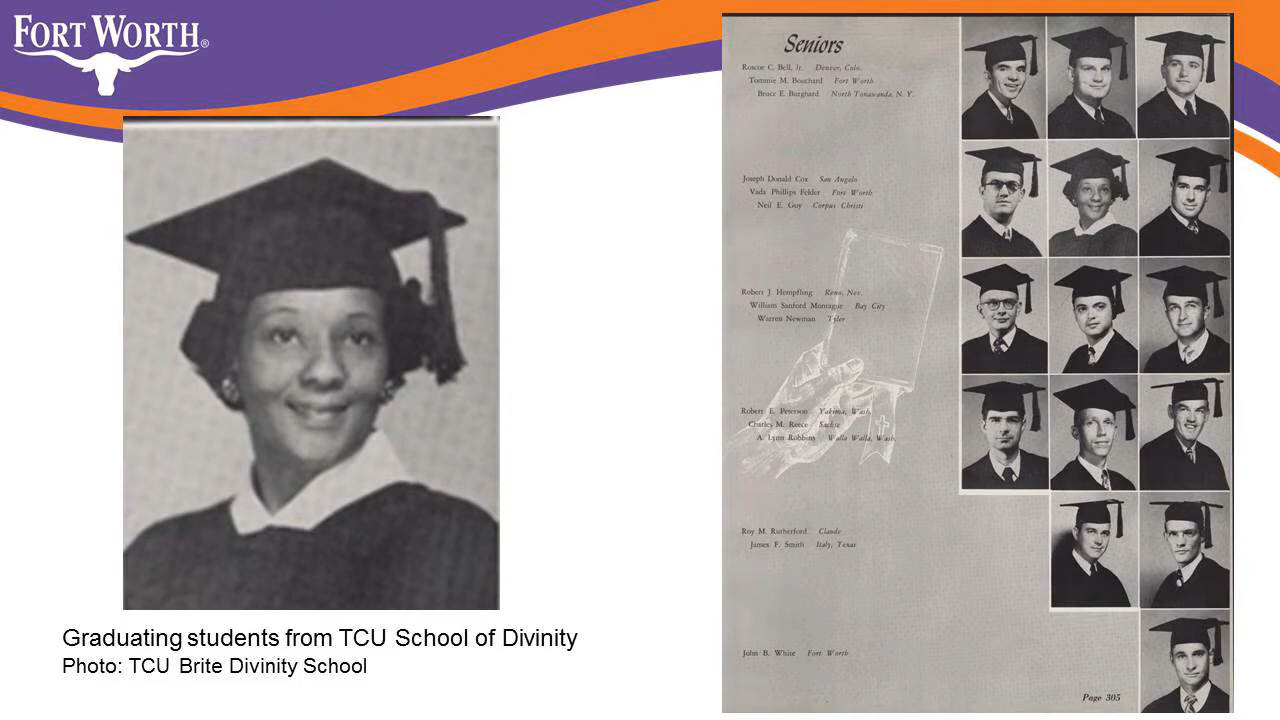 FORT WORTH®
Seniors
Roscoe C. Bell, Jr. Denver, Colo.
Tommie M. Bouchard Fort Worth
Bruce E. Burghard North Tonawanda, N. Y.
Joseph Donald Cox San Angelo
Vada Phillips Felder Fort Worth
Neil E. Guy Corpus Christi
Robert J. Hempfling Reno, Nev.
William Sanford Montague Bay City
Warren Newman Tyler
Robert E. Peterson Yakima, Wash.
Charles M. Reece Sachse
A. Lynn Robbins Walla Walla, Wash.
Roy M. Rutherford Claude
James F. Smith Italy, Texas
John B. White Fort Worth
Page 305
Graduating students from TCU School of Divinity
Photo: TCU Brite Divinity School